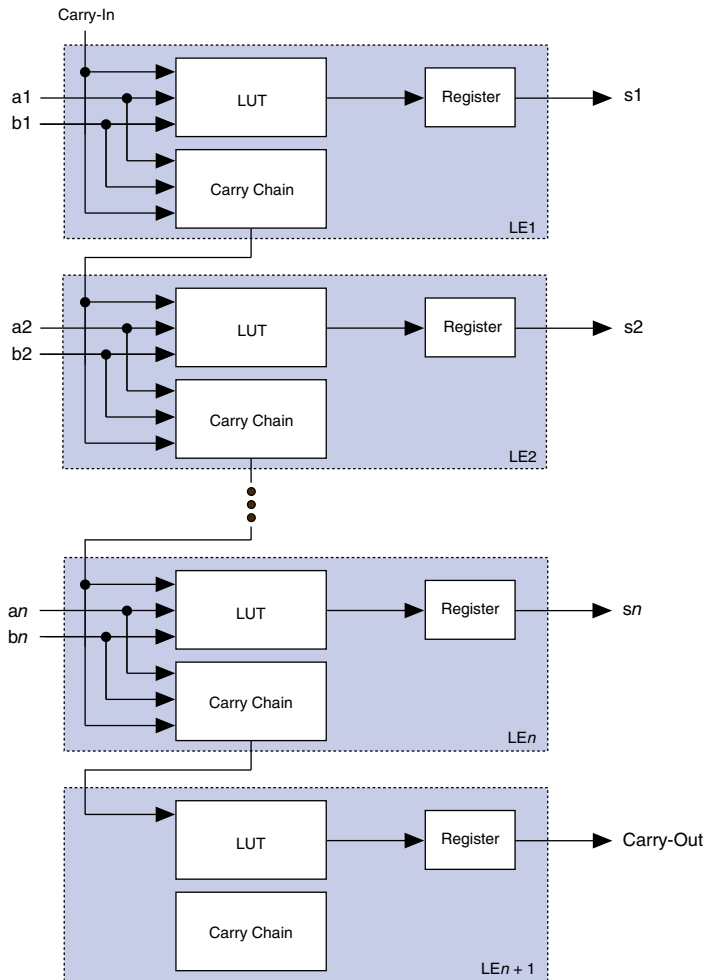 Carry-In
a1
b1
LUT
Register
s1
Carry Chain
LE1
a2
b2
LUT
Register
s2
Carry Chain
LE2
an
bn
LUT
Register
sn
Carry Chain
LEn
LUT
Register
Carry-Out
Carry Chain
LEn + 1